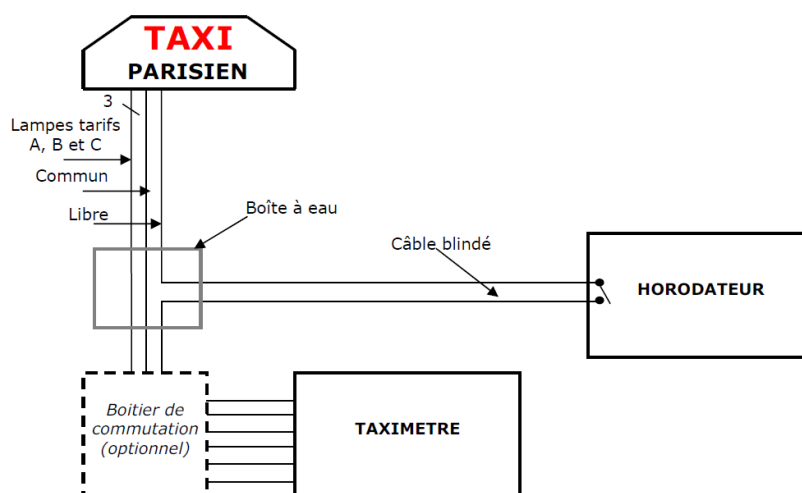 TAXI
PARISIEN
3
Lampes tarifs
A, B et C
Commun
Libre
Boîte à eau
Câble blindé
HORODATEUR
Boitier de
commutation
(optionnel)
TAXIMETRE